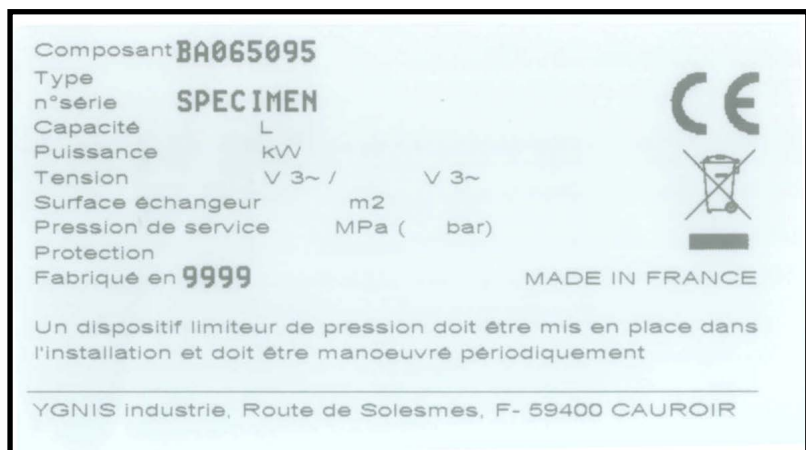 Composant BA065095
Type
n°série SPECIMEN
Capacité L
Puissance kW
Tension V 3~ / V 3~
Surface échangeur m2
Pression de service MPa ( bar)
Protection
Fabriqué en 9999
CE
MADE IN FRANCE
Un dispositif limiteur de pression doit être mis en place dans
l'installation et doit être manoeuvré périodiquement
YGNIS industrie, Route de Solesmes, F- 59400 CAUROIR